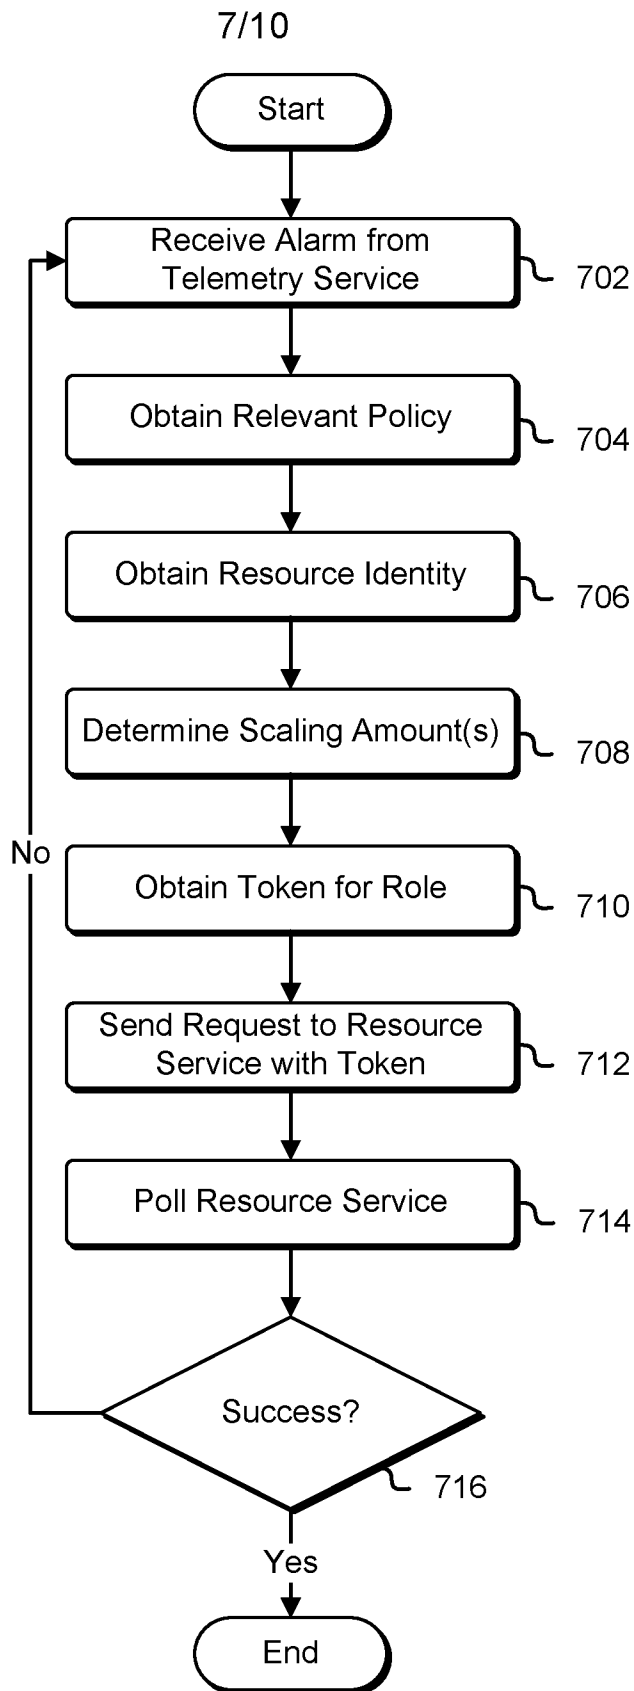 7/10
Start
Receive Alarm from
Telemetry Service
702
Obtain Relevant Policy
704
Obtain Resource Identity
706
Determine Scaling Amount(s)
708
No
Obtain Token for Role
710
Send Request to Resource
Service with Token
712
Poll Resource Service
714
Success?
716
Yes
End